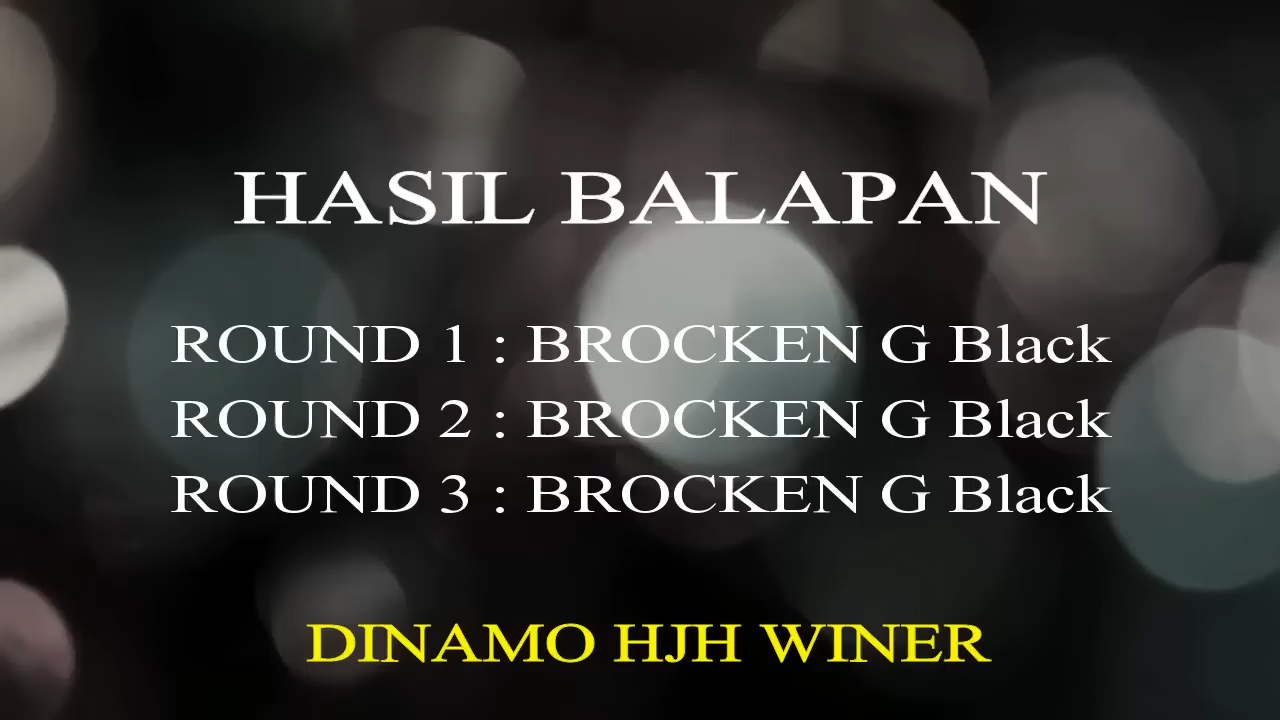 HASIL BALAPAN
ROUND 1 : BROCKEN G Black
ROUND 2 : BROCKEN G Black
ROUND 3 : BROCKEN G Black
DINAMO HJH WINER